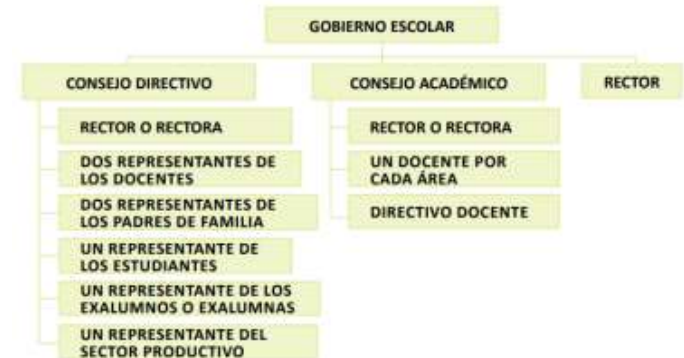 GOBIERNO ESCOLAR
CONSEJO DIRECTIVO
RECTOR O RECTORA
DOS REPRESENTANTES DE
LOS DOCENTES
DOS REPRESENTANTES DE
LOS PADRES DE FAMILIA
UN REPRESENTANTE DE
LOS ESTUDIANTES
UN REPRESENTANTE DE LOS
EXALUMNOS O EXALUMNAS
UN REPRESENTANTE DEL
SECTOR PRODUCTIVO
CONSEJO ACADÉMICO
RECTOR O RECTORA
UN DOCENTE POR
CADA ÁREA
DIRECTIVO DOCENTE
RECTOR